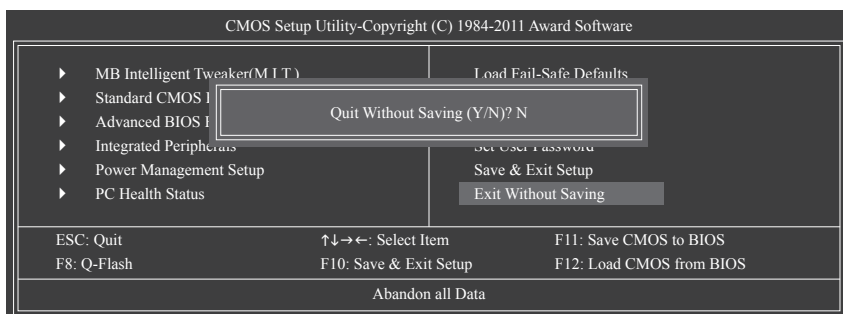 CMOS Setup Utility-Copyright (C) 1984-2011 Award Software
MB Intelligent Tweaker(M.I.T.)
Standard CMOS
Advanced BIOS
Integrated Peripherals
Power Management Setup
PC Health Status
Load Fail-Safe Defaults
Set User Password
Save & Exit Setup
Exit Without Saving
Quit Without Saving (Y/N)? N
ESC: Quit
↑↓→←: Select Item
F11: Save CMOS to BIOS
F8: Q-Flash
F10: Save & Exit Setup
F12: Load CMOS from BIOS
Abandon all Data